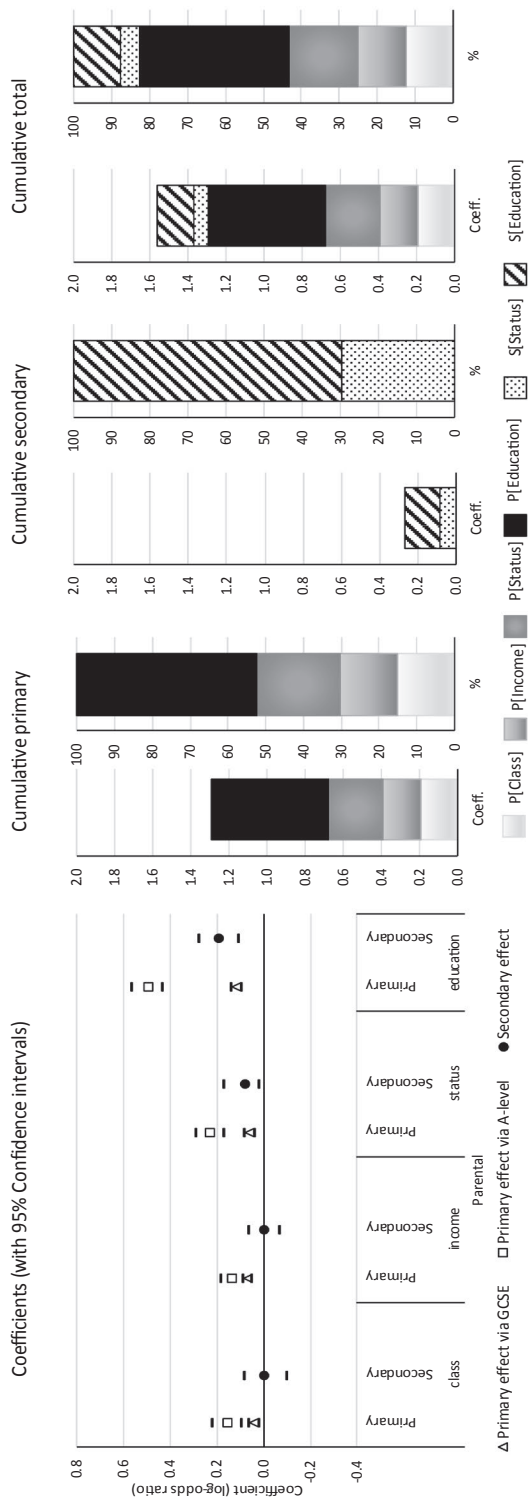 Coefficients (with 95% Confidence intervals)
Coefficient (log-odds ratio)
0.8
0.6
0.4
0.2
0.0
-0.2
-0.4
Primary
Secondary
Primary
Secondary
Primary
Secondary
Primary
Secondary
class
income
status
education
Parental
Δ Primary effect via GCSE
□ Primary effect via A-level
● Secondary effect
Cumulative primary
2.0
1.8
1.6
1.4
1.2
1.0
0.8
0.6
0.4
0.2
0.0
Coeff.
100
90
80
70
60
50
40
30
20
10
0
%
Cumulative secondary
2.0
1.8
1.6
1.4
1.2
1.0
0.8
0.6
0.4
0.2
0.0
Coeff.
100
90
80
70
60
50
40
30
20
10
0
%
Cumulative total
2.0
1.8
1.6
1.4
1.2
1.0
0.8
0.6
0.4
0.2
0.0
Coeff.
100
90
80
70
60
50
40
30
20
10
0
%
P[Class]
P[Income]
P[Status]
P[Education]
S[Status]
S[Education]